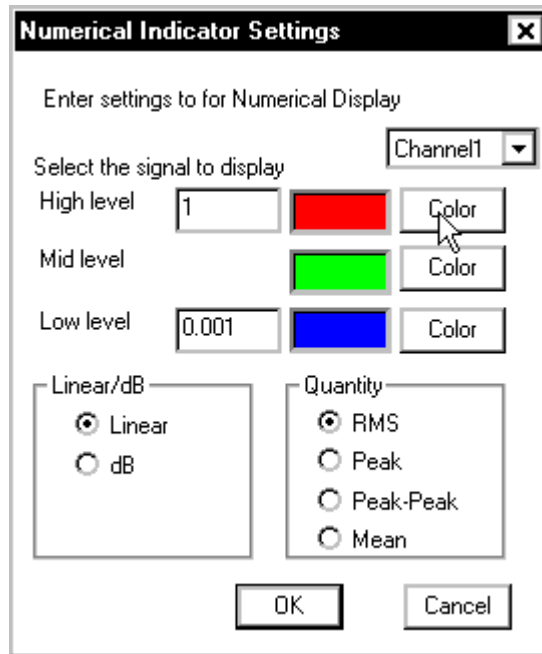 Numerical Indicator Settings
Enter settings to for Numerical Display
Channel1
Select the signal to display
High level 1 Color
Mid level Color
Low level 0.001 Color
Linear/dB Quantity
Linear RMS
dB Peak
Peak-Peak
Mean
OK Cancel